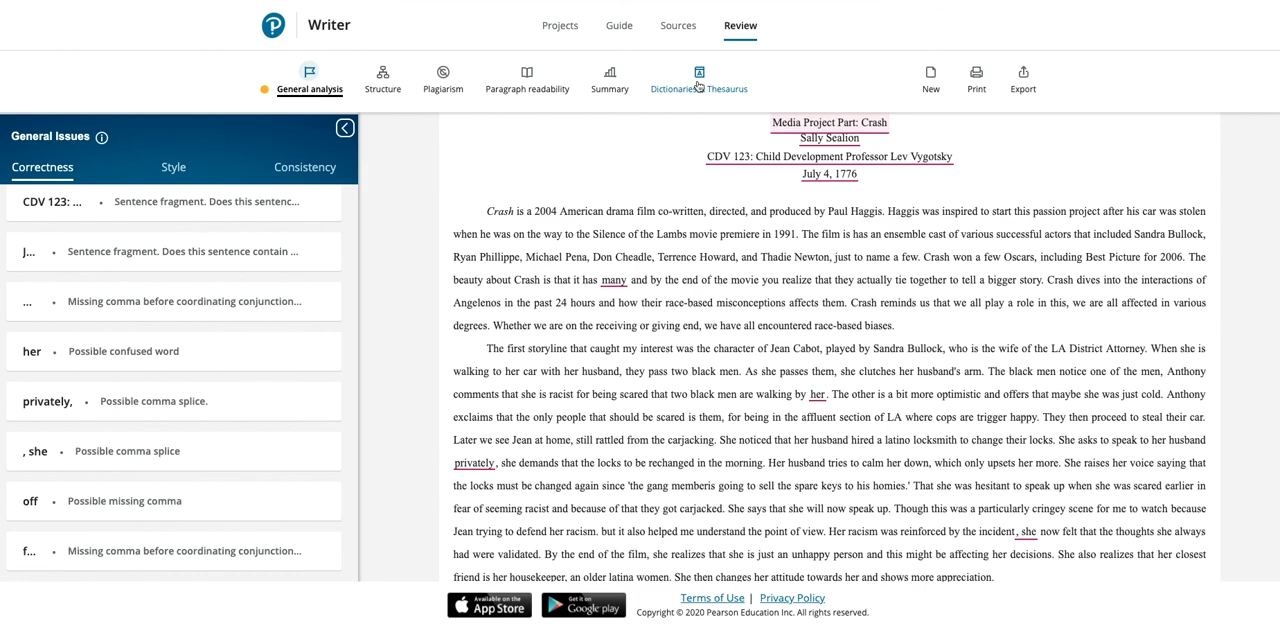 Writer
Projects
Guide
Sources
Review
General analysis
Structure
Plagiarism
Paragraph readability
Summary
Dictionaries Thesaurus
New
Print
Export
General Issues
Correctness
Style
Consistency
CDV 123: ... • Sentence fragment. Does this sentenc...
J... • Sentence fragment. Does this sentence contain ...
... • Missing comma before coordinating conjunction...
her • Possible confused word
privately, • Possible comma splice.
, she • Possible comma splice
off • Possible missing comma
f... • Missing comma before coordinating conjunction...
Media Project Part: Crash
Sally Sealion
CDV 123: Child Development Professor Lev Vygotsky
July 4, 1776
Crash is a 2004 American drama film co-written, directed, and produced by Paul Haggis. Haggis was inspired to start this passion project after his car was stolen
when he was on the way to the Silence of the Lambs movie premiere in 1991. The film is has an ensemble cast of various successful actors that included Sandra Bullock,
Ryan Phillippe, Michael Pena, Don Cheadle, Terrence Howard, and Thadie Newton, just to name a few. Crash won a few Oscars, including Best Picture for 2006. The
beauty about Crash is that it has many and by the end of the movie you realize that they actually tie together to tell a bigger story. Crash dives into the interactions of
Angelenos in the past 24 hours and how their race-based misconceptions affects them. Crash reminds us that we all play a role in this, we are all affected in various
degrees. Whether we are on the receiving or giving end, we have all encountered race-based biases.
The first storyline that caught my interest was the character of Jean Cabot, played by Sandra Bullock, who is the wife of the LA District Attorney. When she is
walking to her car with her husband, they pass two black men. As she passes them, she clutches her husband's arm. The black men notice one of the men, Anthony
comments that she is racist for being scared that two black men are walking by her. The other is a bit more optimistic and offers that maybe she was just cold. Anthony
exclaims that the only people that should be scared is them, for being in the affluent section of LA where cops are trigger happy. They then proceed to steal their car.
Later we see Jean at home, still rattled from the carjacking. She noticed that her husband hired a latino locksmith to change their locks. She asks to speak to her husband
privately, she demands that the locks to be rechanged in the morning. Her husband tries to calm her down, which only upsets her more. She raises her voice saying that
the locks must be changed again since 'the gang memberis going to sell the spare keys to his homies.' That she was hesitant to speak up when she was scared earlier in
fear of seeming racist and because of that they got carjacked. She says that she will now speak up. Though this was a particularly cringey scene for me to watch because
Jean trying to defend her racism. but it also helped me understand the point of view. Her racism was reinforced by the incident, she now felt that the thoughts she always
had were validated. By the end of the film, she realizes that she is just an unhappy person and this might be affecting her decisions. She also realizes that her closest
friend is her housekeeper, an older latina women. She then changes her attitude towards her and shows more appreciation.
Available on the
App Store
Get it on
Google play
Terms of Use | Privacy Policy
Copyright © 2020 Pearson Education Inc. All rights reserved.